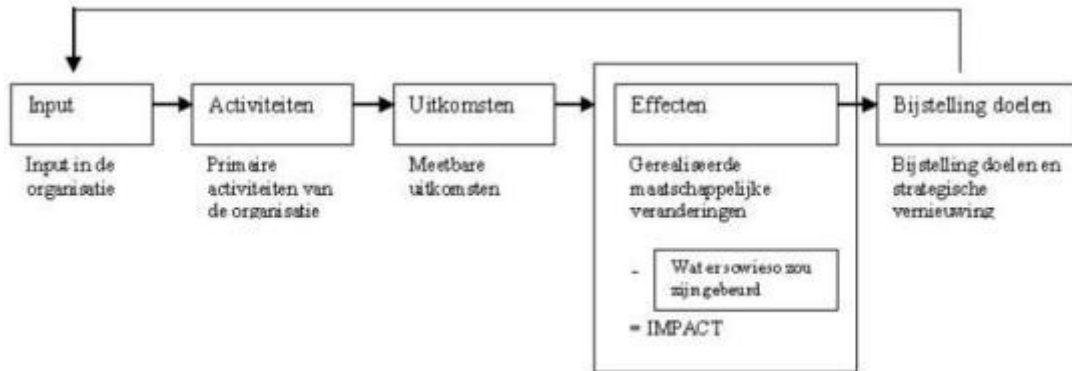 Input
Activiteiten
Uitkomsten
Effecten
Bijstelling doelen
Input in de
organisatie
Primaire
activiteiten van
de organisatie
Meetbare
uitkomsten
Gerealiseerde
maatschappelijke
veranderingen
Bijstelling doelen en
strategische
vernieuwing
-
Wat er sowieso zou
zijn gebeurd
= IMPACT